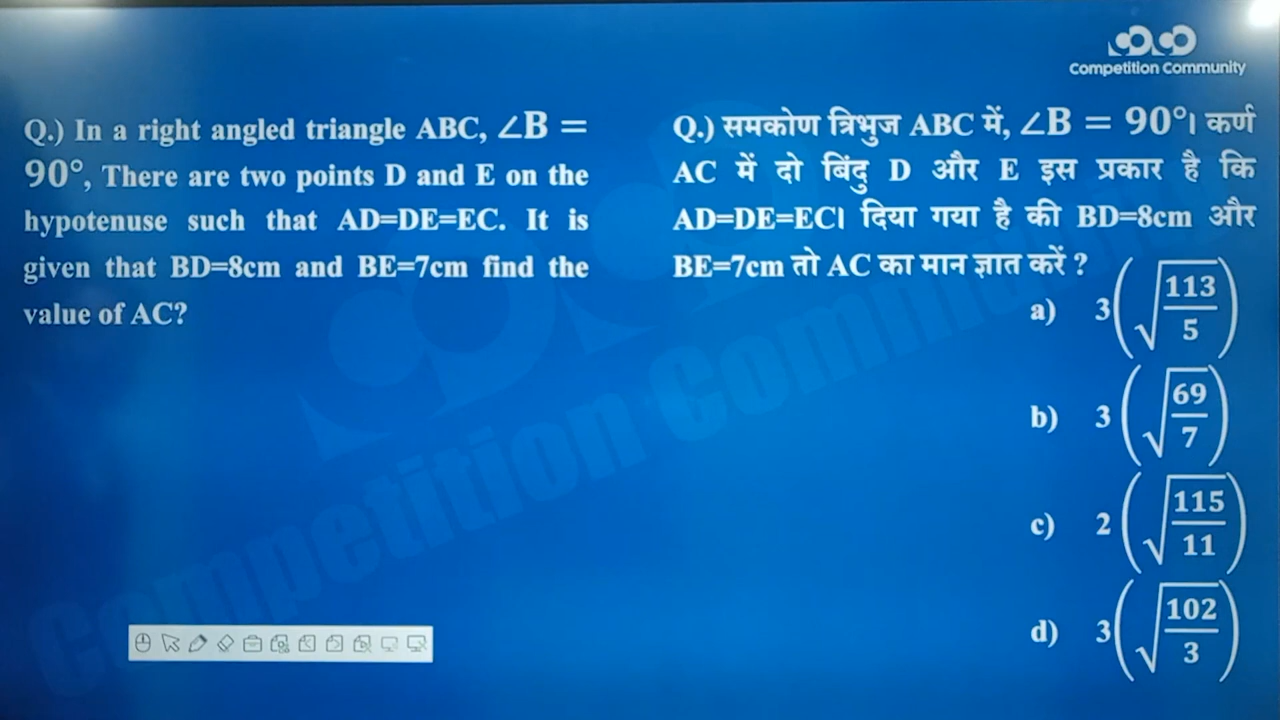 Competition Community
Q.) In a right angled triangle ABC, ∠B =
90°, There are two points D and E on the
hypotenuse such that AD=DE=EC. It is
given that BD=8cm and BE=7cm find the
value of AC?
Q.) समकोण त्रिभुज ABC में, ∠B = 90°। कर्ण
AC में दो बिंदु D और E इस प्रकार है कि
AD=DE=EC। दिया गया है की BD=8cm और
BE=7cm तो AC का मान ज्ञात करें ?
a) 3(√113/5)
b) 3(√69/7)
c) 2(√115/11)
d) 3(√102/3)
Competition Community